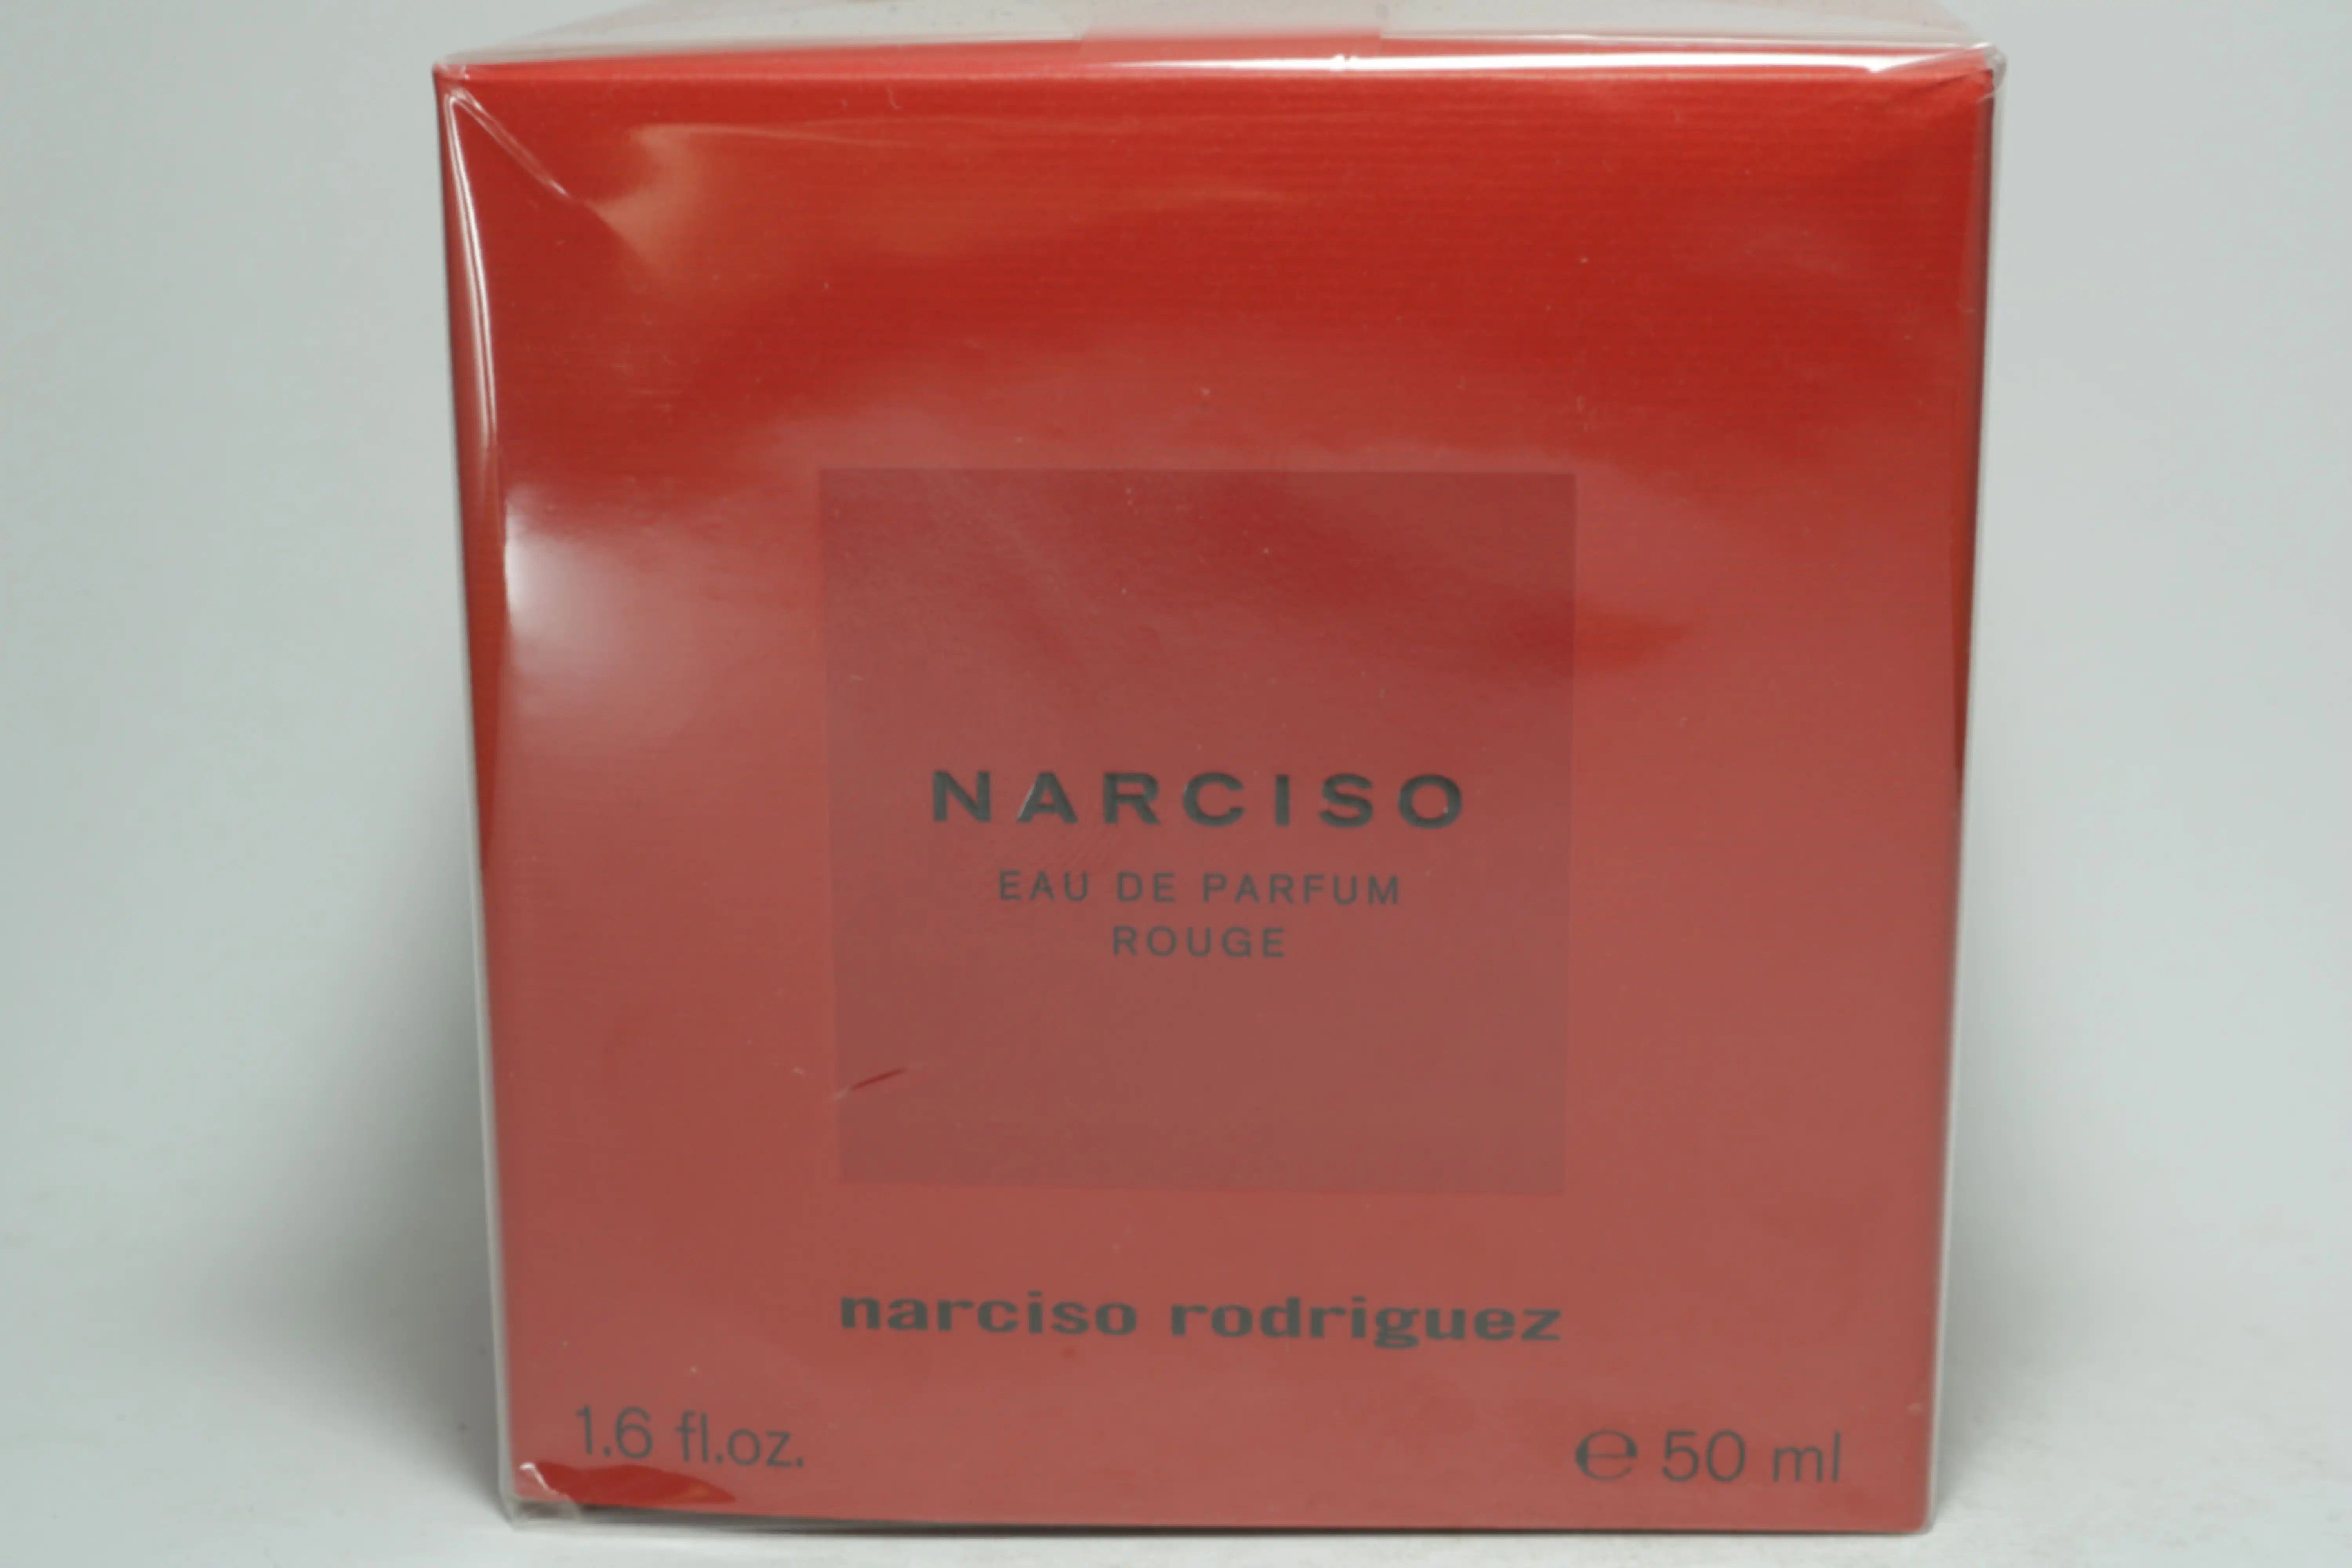 NARCISO
EAU DE PARFUM
ROUGE
narciso rodriguez
1.6 fl.oz.
℮ 50 ml